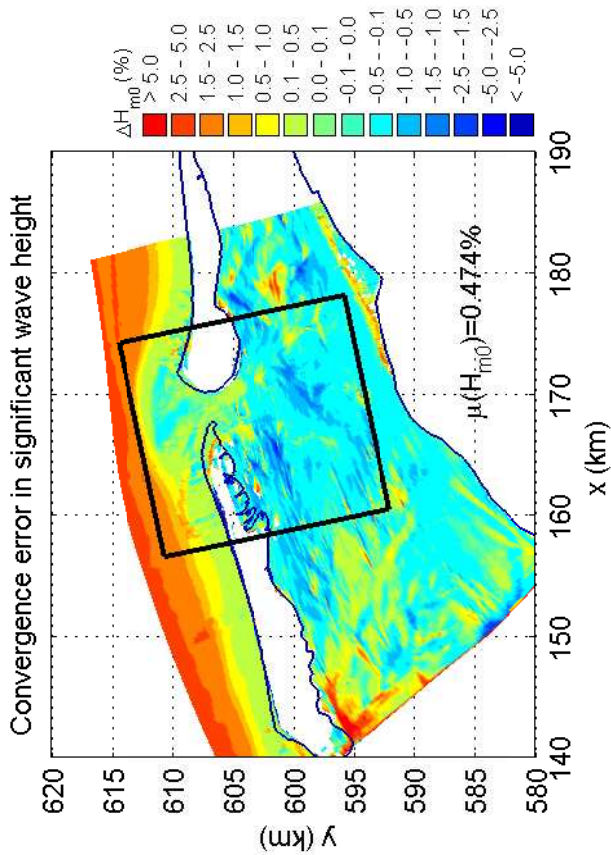 Convergence error in significant wave height
ΔH_m0 (%)
> 5.0
2.5 - 5.0
1.5 - 2.5
1.0 - 1.5
0.5 - 1.0
0.1 - 0.5
0.0 - 0.1
-0.1 - 0.0
-0.5 - -0.1
-1.0 - -0.5
-1.5 - -1.0
-2.5 - -1.5
-5.0 - -2.5
< -5.0
620
615
610
605
600
595
590
585
580
y (km)
μ(H_m0)=0.474%
140
150
160
170
180
190
x (km)